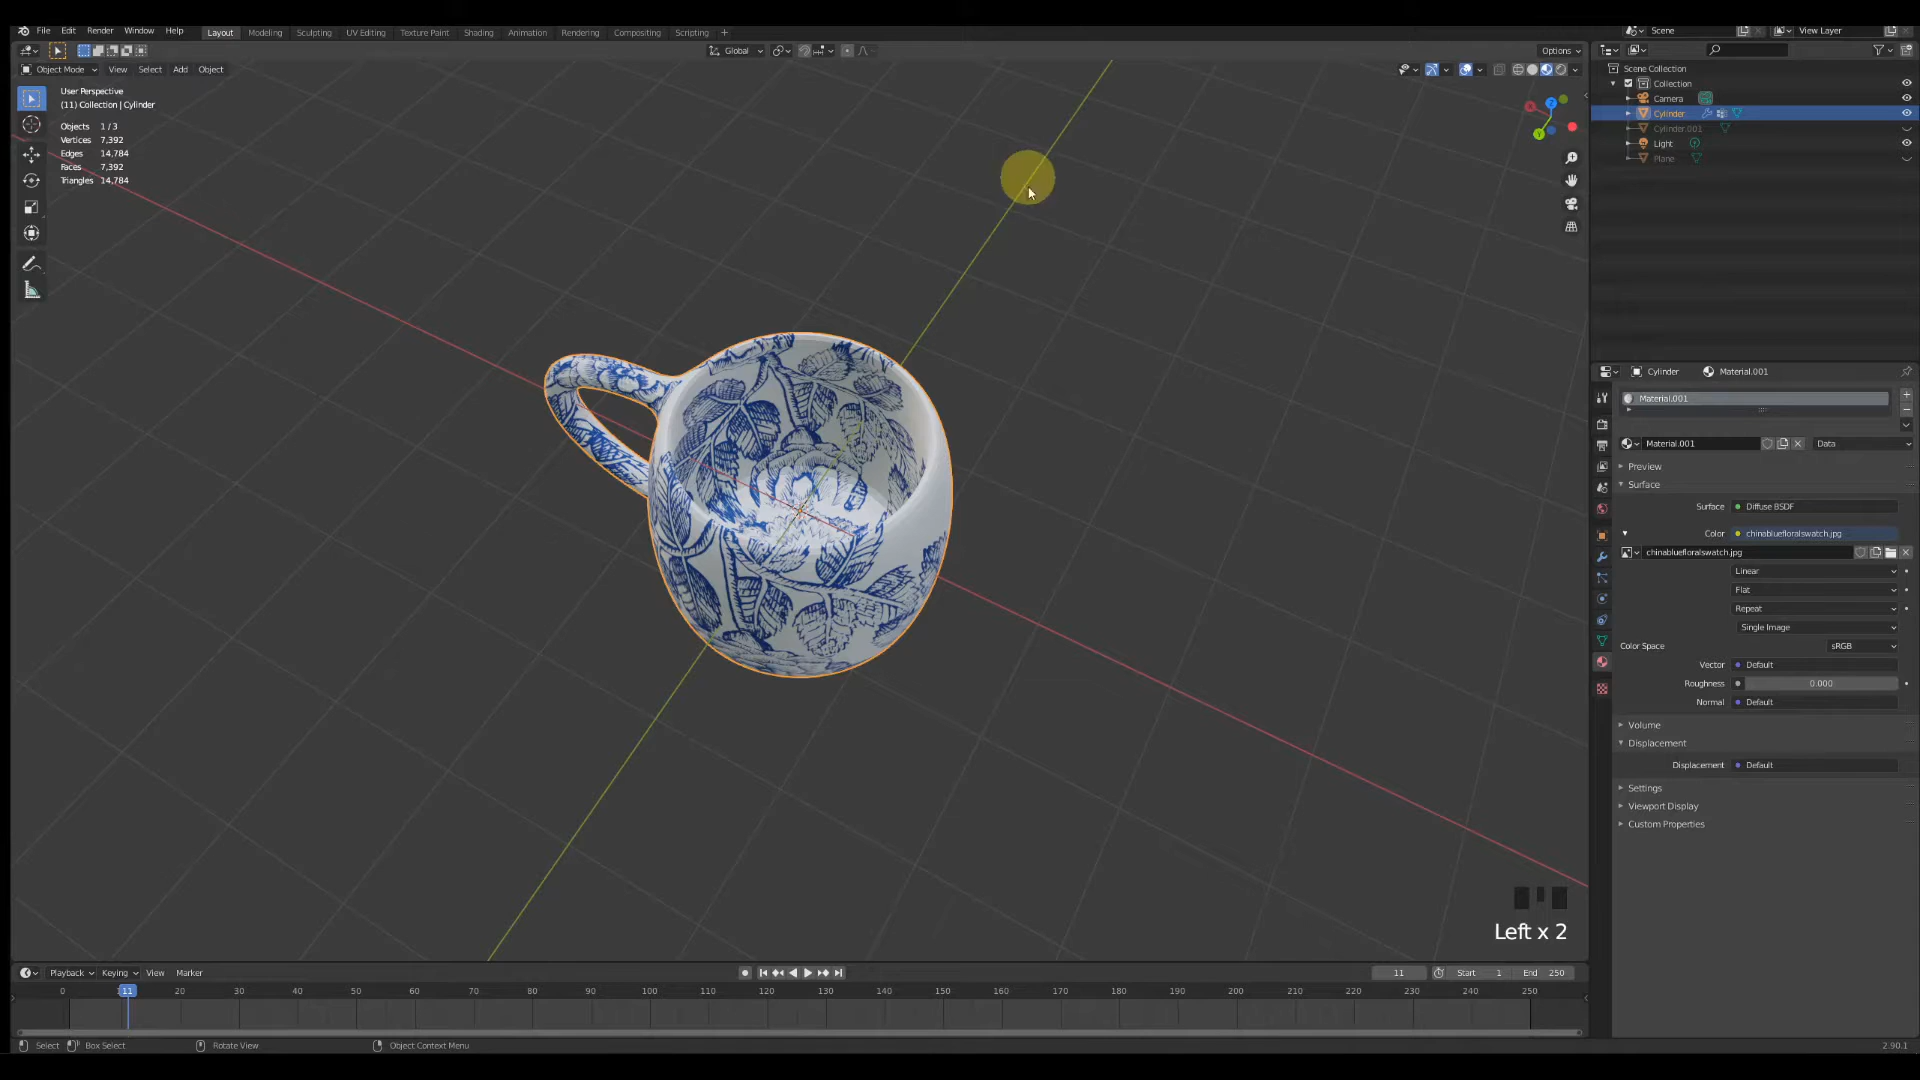 File Edit Render Window Help Layout Modeling Sculpting UV Editing Texture Paint Shading Animation Rendering Compositing Scripting + Scene View Layer
Global Options
Object Mode View Select Add Object
User Perspective
(11) Collection | Cylinder
Objects 1 / 3
Vertices 7,392
Edges 14,784
Faces 7,392
Triangles 14,784
Scene Collection
Collection
Camera
Cylinder
Cylinder.001
Light
Plane
Cylinder Material.001
Material.001
Material.001 Data
Preview
Surface
Surface Diffuse BSDF
Color chinabluefloralswatch.jpg
chinabluefloralswatch.jpg
Linear
Flat
Repeat
Single Image
Color Space sRGB
Vector Default
Roughness 0.000
Normal Default
Volume
Displacement
Displacement Default
Settings
Viewport Display
Custom Properties
Left x 2
Playback Keying View Marker 11 Start 1 End 250
0 11 20 30 40 50 60 70 80 90 100 110 120 130 140 150 160 170 180 190 200 210 220 230 240 250
Select Box Select Rotate View Object Context Menu 2.90.1